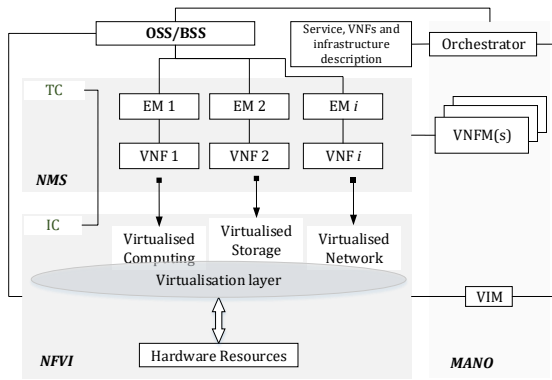 OSS/BSS
Service, VNFs and
infrastructure
description
Orchestrator
TC
EM 1
EM 2
EM i
VNFM(s)
VNF 1
VNF 2
VNF i
NMS
IC
Virtualised
Computing
Virtualised
Storage
Virtualised
Network
Virtualisation layer
VIM
Hardware Resources
NFVI
MANO